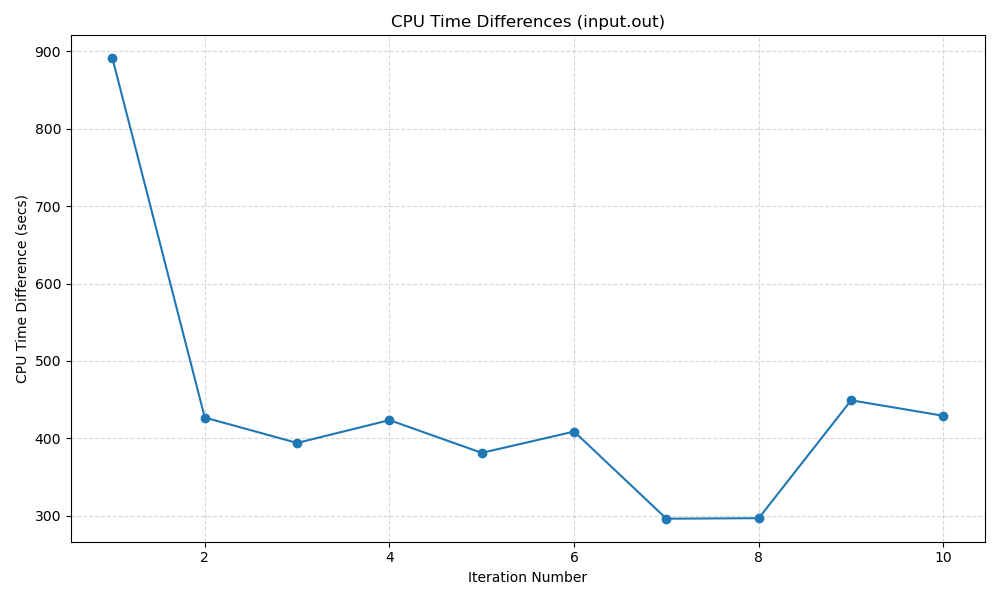 CPU Time Differences (input.out)
900
800
700
600
500
400
300
CPU Time Difference (secs)
2 4 6 8 10
Iteration Number